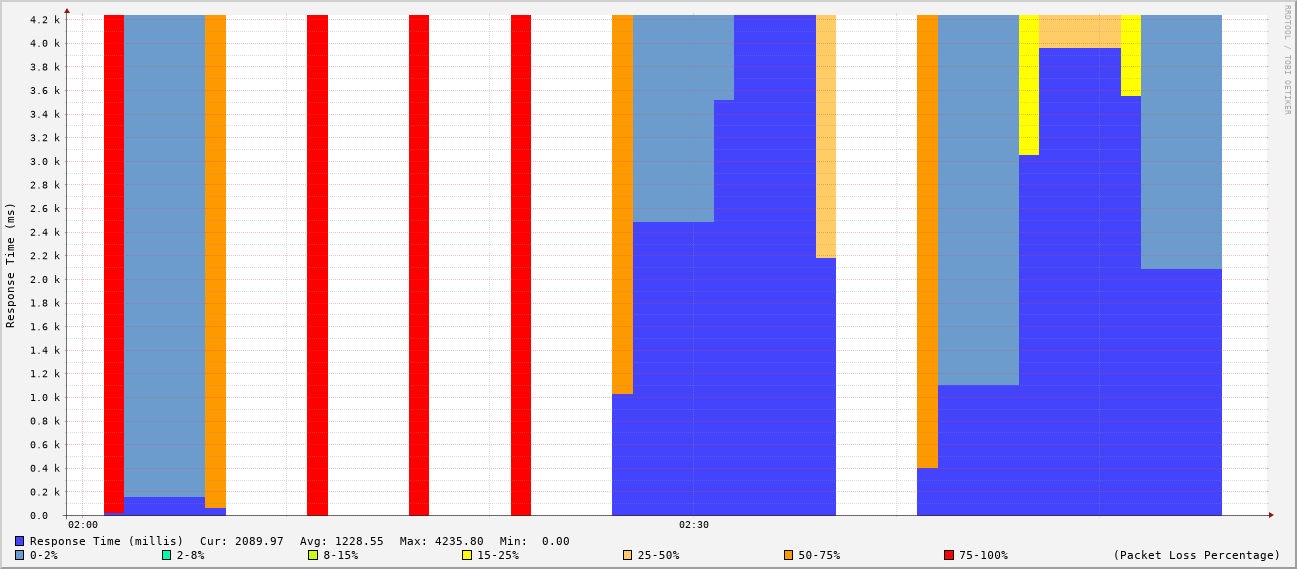 4.2 k
4.0 k
3.8 k
3.6 k
3.4 k
3.2 k
3.0 k
2.8 k
2.6 k
2.4 k
2.2 k
2.0 k
1.8 k
1.6 k
1.4 k
1.2 k
1.0 k
0.8 k
0.6 k
0.4 k
0.2 k
0.0
Response Time (ms)
RRDTOOL / TOBI OETIKER
02:00 02:30
Response Time (millis) Cur: 2089.97 Avg: 1228.55 Max: 4235.80 Min: 0.00
0-2% 2-8% 8-15% 15-25% 25-50% 50-75% 75-100% (Packet Loss Percentage)